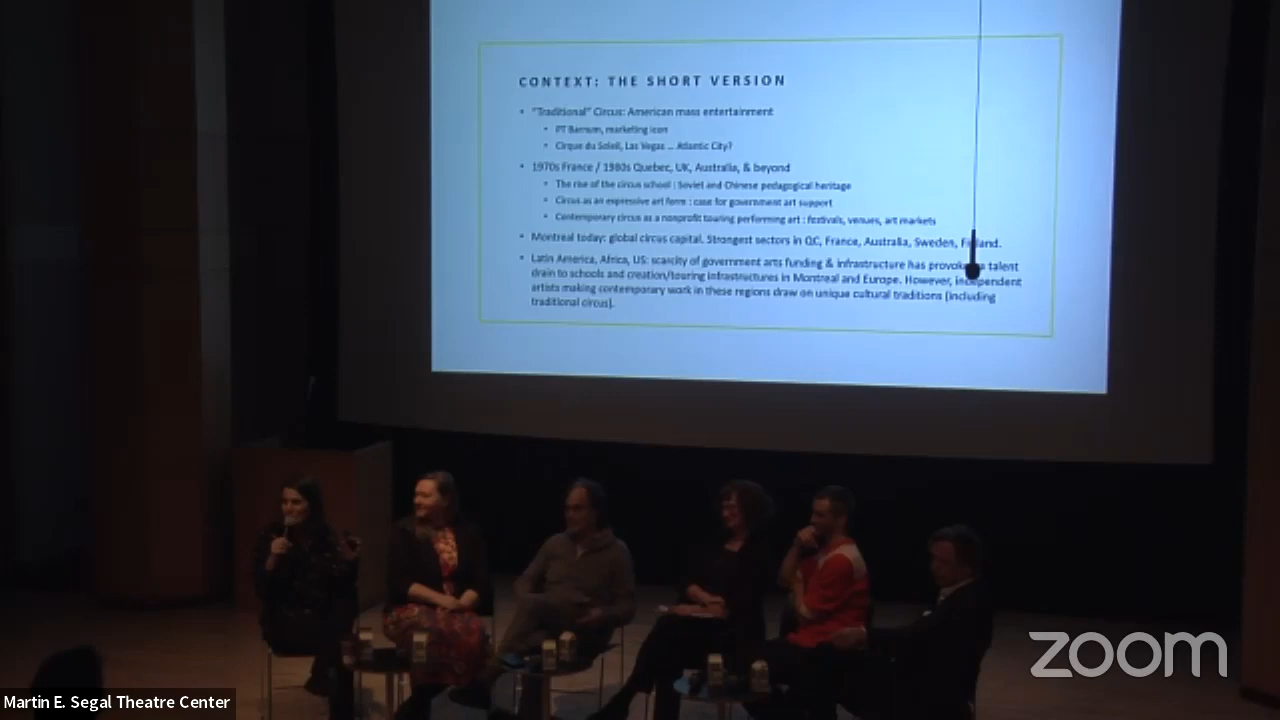 CONTEXT: THE SHORT VERSION
• "Traditional" Circus: American mass entertainment
• PT Barnum, marketing icon
• Cirque du Soleil, Las Vegas ... Atlantic City?
• 1970s France / 1980s Quebec, UK, Australia, & beyond
• The rise of the circus school : Soviet and Chinese pedagogical heritage
• Circus as an expressive art form : case for government art support
• Contemporary circus as a nonprofit touring performing art : festivals, venues, art markets
• Montreal today: global circus capital. Strongest sectors in QC, France, Australia, Sweden,
• Latin America, Africa, US: scarcity of government arts funding & infrastructure has talent
drain to schools and creation/touring infrastructures in Montreal and Europe. However, independent
artists making contemporary work in these regions draw on unique cultural traditions (including
traditional circus).
zoom
Martin E. Segal Theatre Center